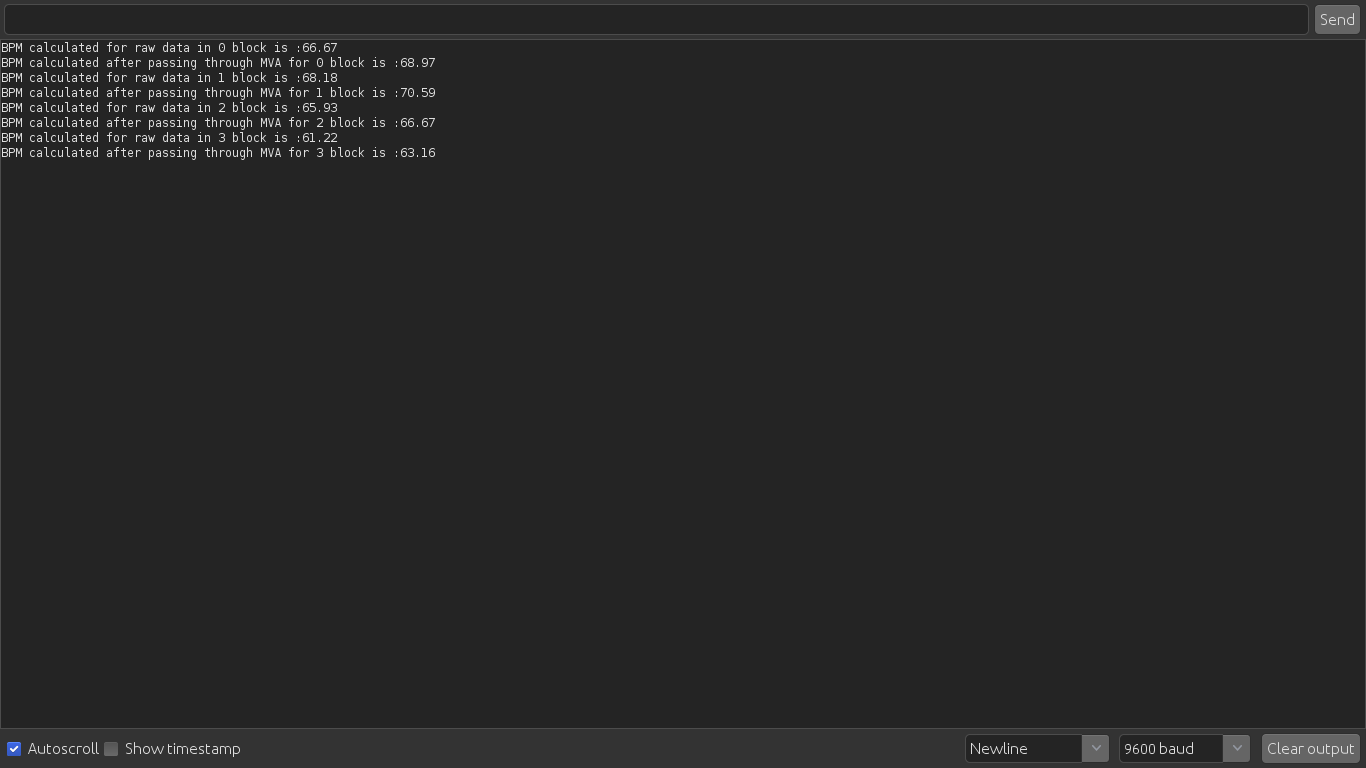 Send
BPM calculated for raw data in 0 block is :66.67
BPM calculated after passing through MVA for 0 block is :68.97
BPM calculated for raw data in 1 block is :68.18
BPM calculated after passing through MVA for 1 block is :70.59
BPM calculated for raw data in 2 block is :65.93
BPM calculated after passing through MVA for 2 block is :66.67
BPM calculated for raw data in 3 block is :61.22
BPM calculated after passing through MVA for 3 block is :63.16
Autoscroll Show timestamp Newline 9600 baud Clear output